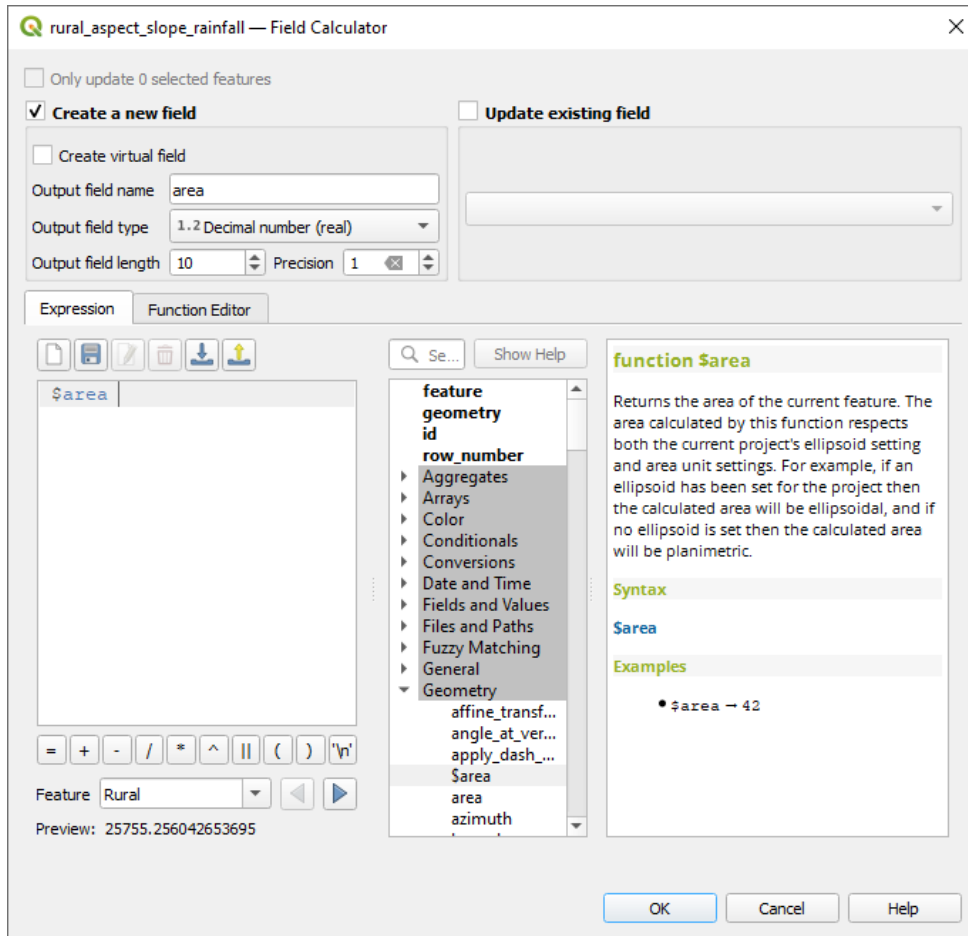 rural_aspect_slope_rainfall — Field Calculator
Only update 0 selected features
Create a new field
Update existing field
Create virtual field
Output field name area
Output field type 1.2 Decimal number (real)
Output field length 10 Precision 1
Expression
Function Editor
Se...
Show Help
$area
feature
geometry
id
row_number
Aggregates
Arrays
Color
Conditionals
Conversions
Date and Time
Fields and Values
Files and Paths
Fuzzy Matching
General
Geometry
affine_transf...
angle_at_ver...
apply_dash_...
$area
area
azimuth
function $area
Returns the area of the current feature. The
area calculated by this function respects
both the current project's ellipsoid setting
and area unit settings. For example, if an
ellipsoid has been set for the project then
the calculated area will be ellipsoidal, and if
no ellipsoid is set then the calculated area
will be planimetric.
Syntax
$area
Examples
• $area → 42
= + - / * ^ || ( ) '\n'
Feature Rural
Preview: 25755.256042653695
OK
Cancel
Help